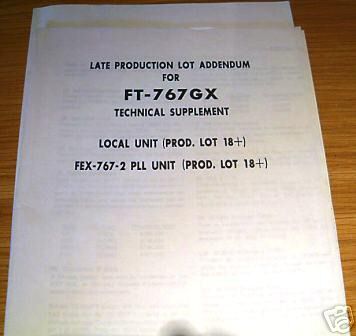 LATE PRODUCTION LOT ADDENDUM
FOR
FT-767GX
TECHNICAL SUPPLEMENT
LOCAL UNIT (PROD. LOT 18+)
FEX-767-2 PLL UNIT (PROD. LOT 18+)
ebay